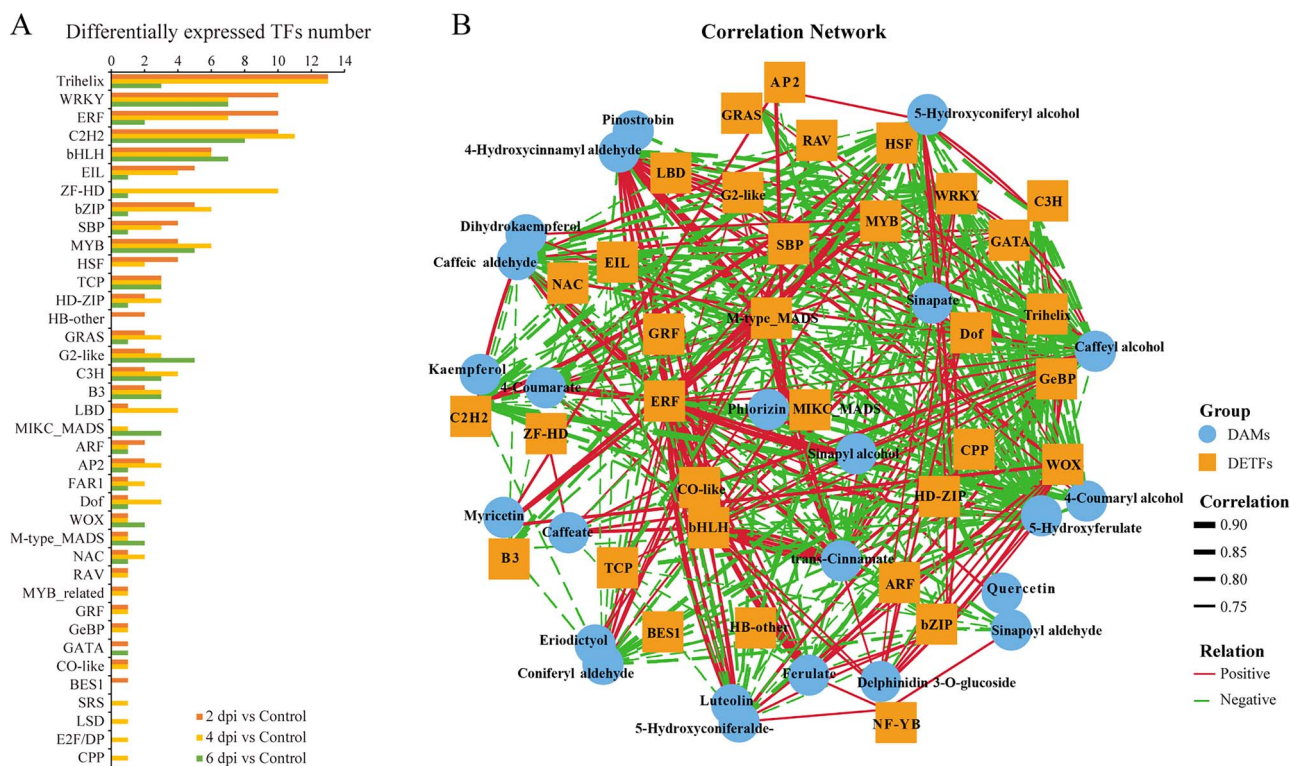 A
Differentially expressed TFs number
0 2 4 6 8 10 12 14
Trihelix
WRKY
ERF
C2H2
bHLH
EIL
ZF-HD
bZIP
SBP
MYB
HSF
TCP
HD-ZIP
HB-other
GRAS
G2-like
C3H
B3
LBD
MIKC_MADS
ARF
AP2
FAR1
Dof
WOX
M-type_MADS
NAC
RAV
MYB_related
GRF
GeBP
GATA
CO-like
BES1
SRS
LSD
E2F/DP
CPP
2 dpi vs Control
4 dpi vs Control
6 dpi vs Control
B
Correlation Network
AP2
GRAS
5-Hydroxyconiferyl alcohol
Pinostrobin
RAV
HSF
4-Hydroxycinnamyl aldehyde
LBD
G2-like
WRKY
C3H
MYB
Dihydrokaempferol
SBP
GATA
Caffeic aldehyde
EIL
NAC
Sinapate
M-type_MADS
Trihelix
GRF
Dof
Caffeyl alcohol
Kaempferol
4-Coumarate
GeBP
ERF
Phlorizin
MIKC_MADS
C2H2
ZF-HD
Sinapyl alcohol
CPP
WOX
CO-like
HD-ZIP
4-Coumaryl alcohol
Myricetin
bHLH
5-Hydroxyferulate
Caffeate
B3
TCP
trans-Cinnamate
ARF
Quercetin
Eriodictyol
BES1
HB-other
bZIP
Sinapoyl aldehyde
Coniferyl aldehyde
Ferulate
Delphinidin 3-O-glucoside
Luteolin
5-Hydroxyconiferalde-
NF-YB
Group
DAMs
DETFs
Correlation
0.90
0.85
0.80
0.75
Relation
Positive
Negative